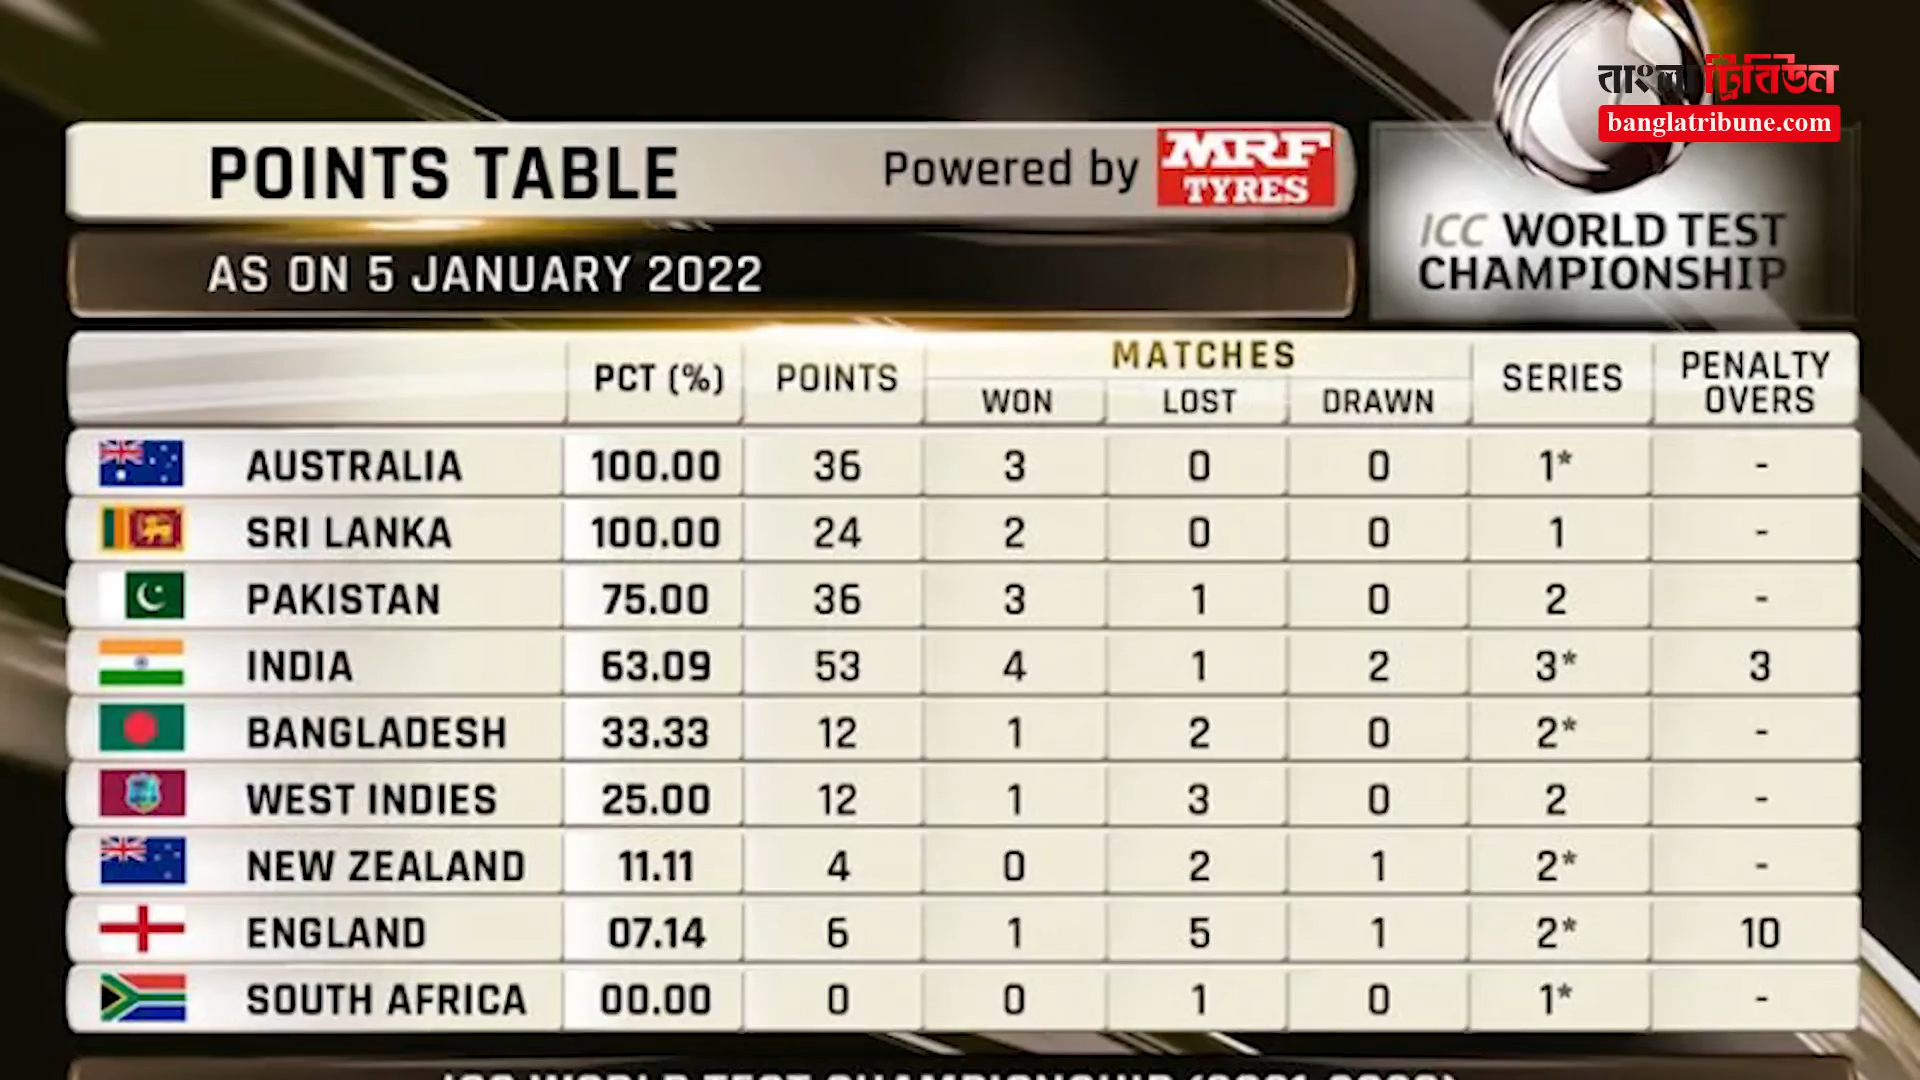 বাংলা ট্রিবিউন
banglatribune.com
POINTS TABLE Powered by MRF TYRES
ICC WORLD TEST CHAMPIONSHIP
AS ON 5 JANUARY 2022
PCT (%) POINTS MATCHES WON LOST DRAWN SERIES PENALTY OVERS
AUSTRALIA 100.00 36 3 0 0 1* -
SRI LANKA 100.00 24 2 0 0 1 -
PAKISTAN 75.00 36 3 1 0 2 -
INDIA 63.09 53 4 1 2 3* 3
BANGLADESH 33.33 12 1 2 0 2* -
WEST INDIES 25.00 12 1 3 0 2 -
NEW ZEALAND 11.11 4 0 2 1 2* -
ENGLAND 07.14 6 1 5 1 2* 10
SOUTH AFRICA 00.00 0 0 1 0 1* -
ICC WORLD TEST CHAMPIONSHIP